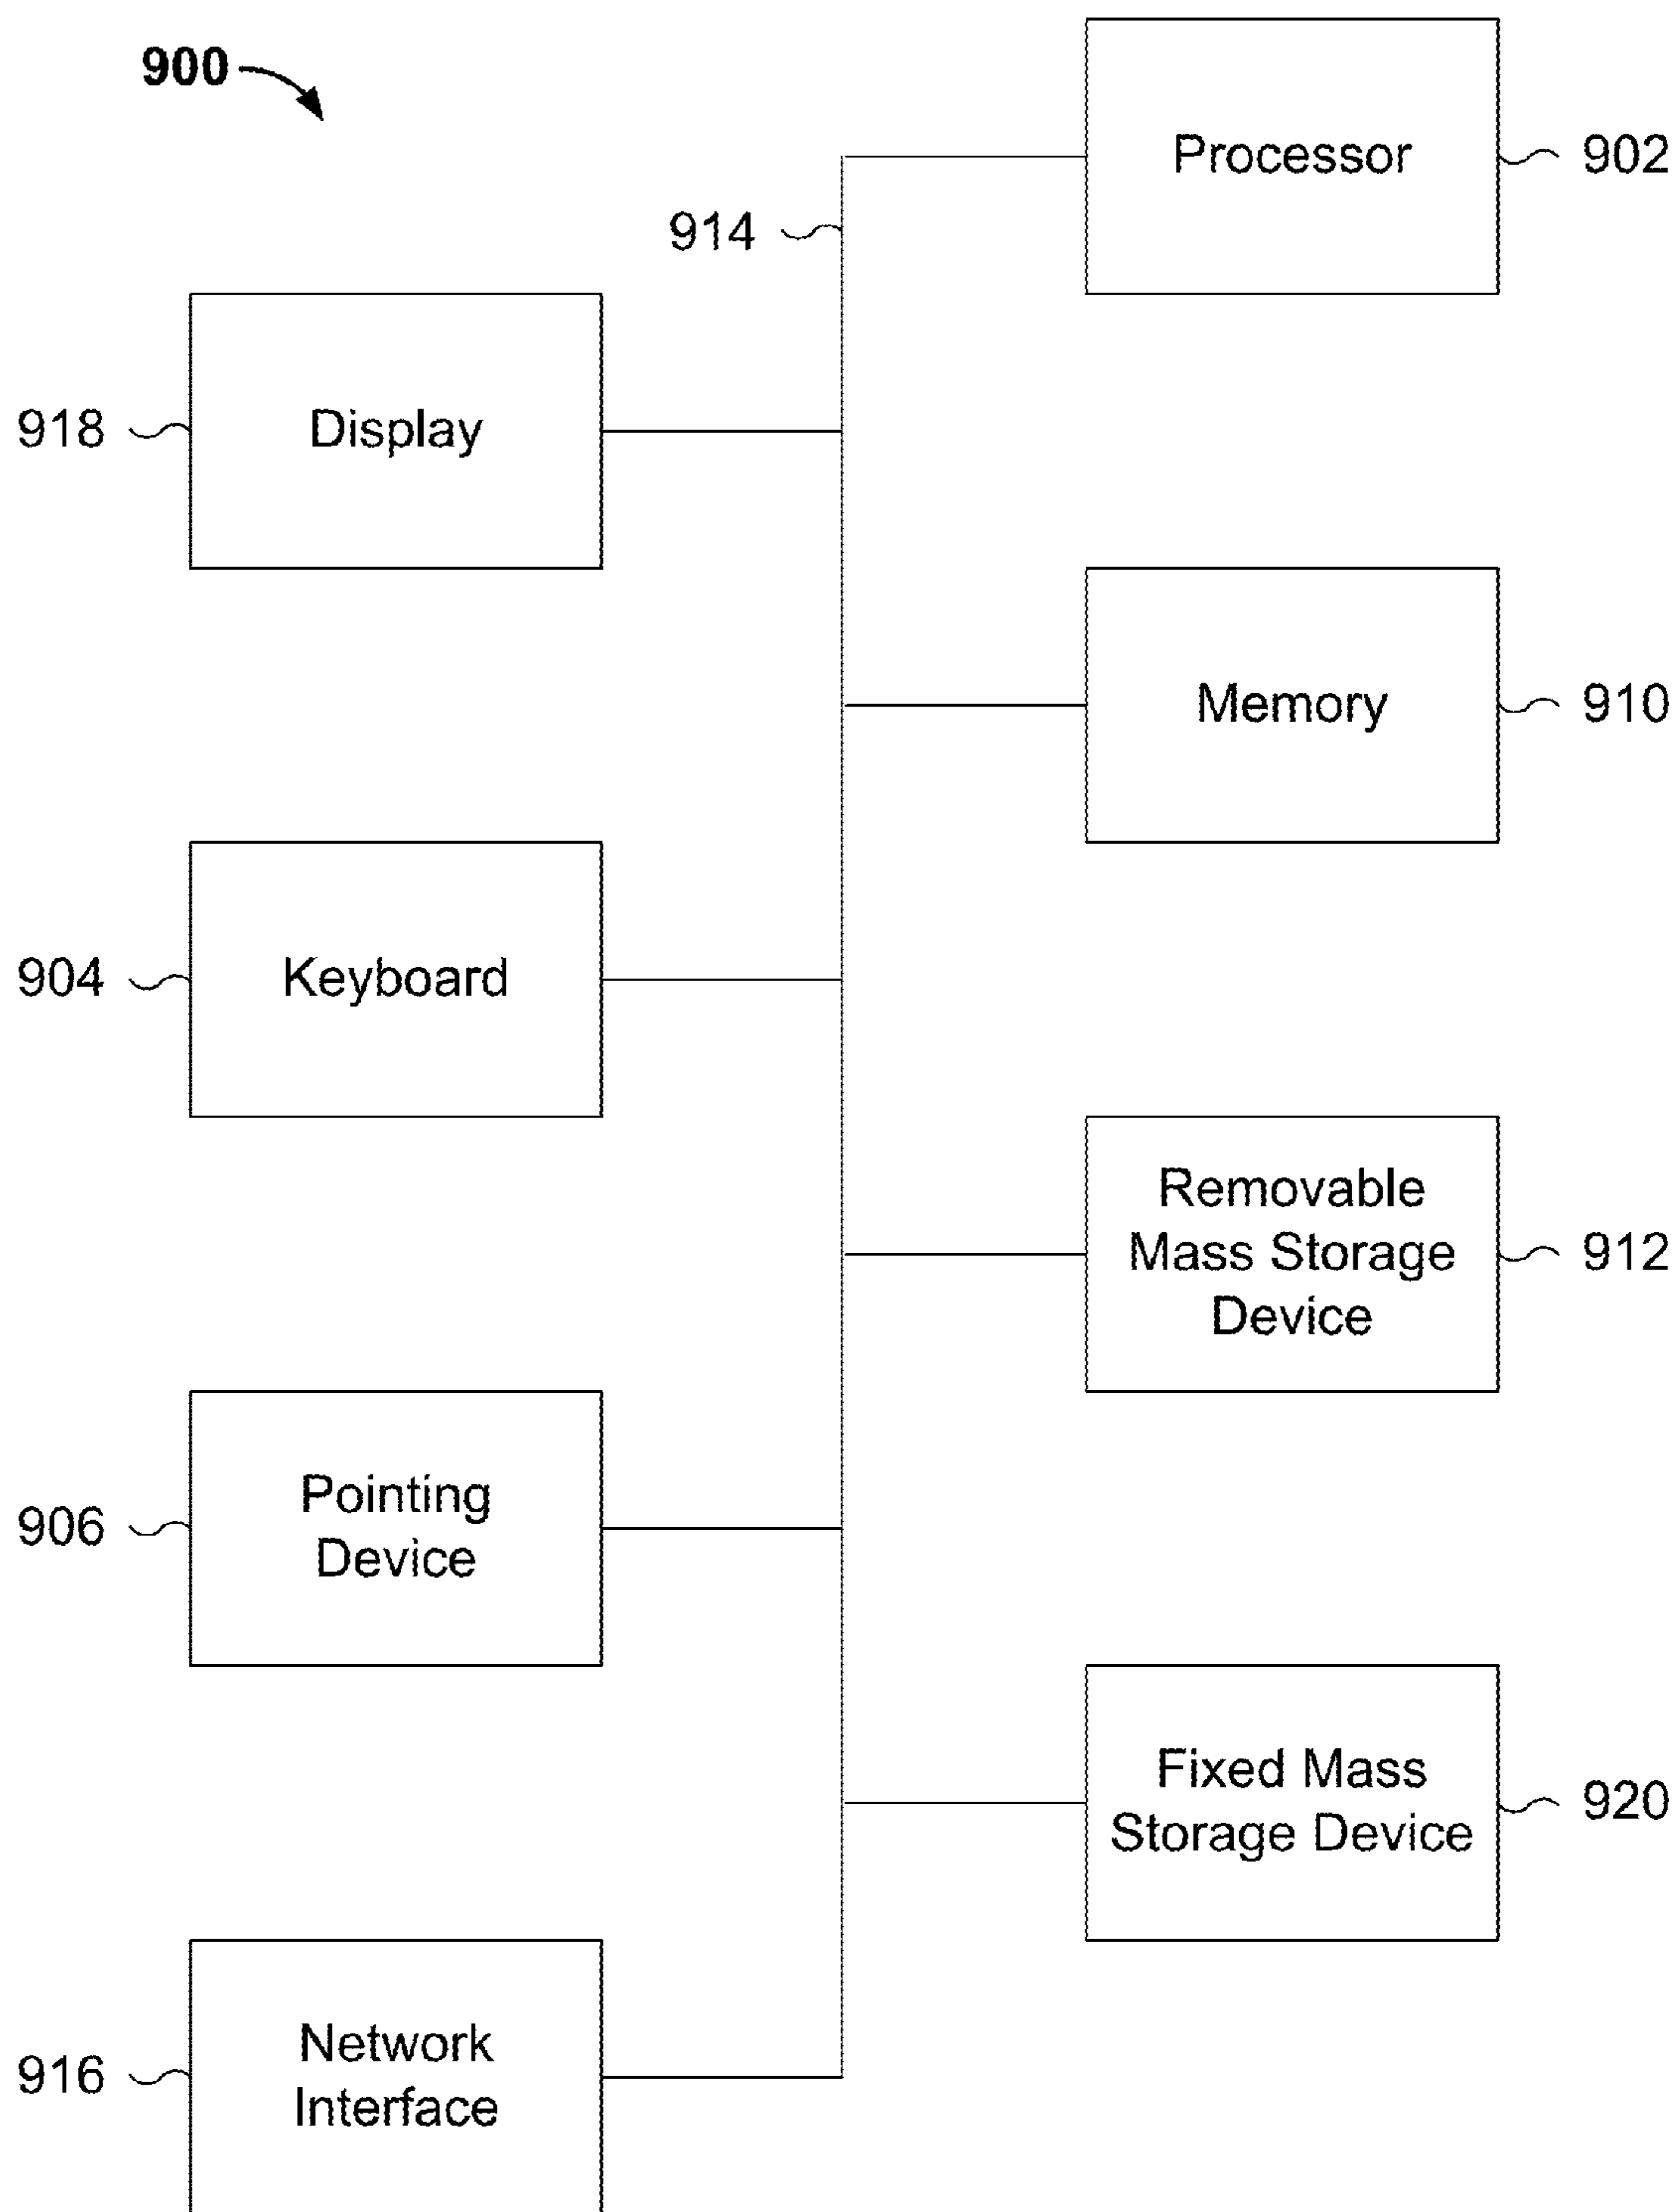 900
Processor
902
914
918
Display
Memory
910
904
Keyboard
Removable
Mass Storage
Device
912
906
Pointing
Device
Fixed Mass
Storage Device
920
916
Network
Interface